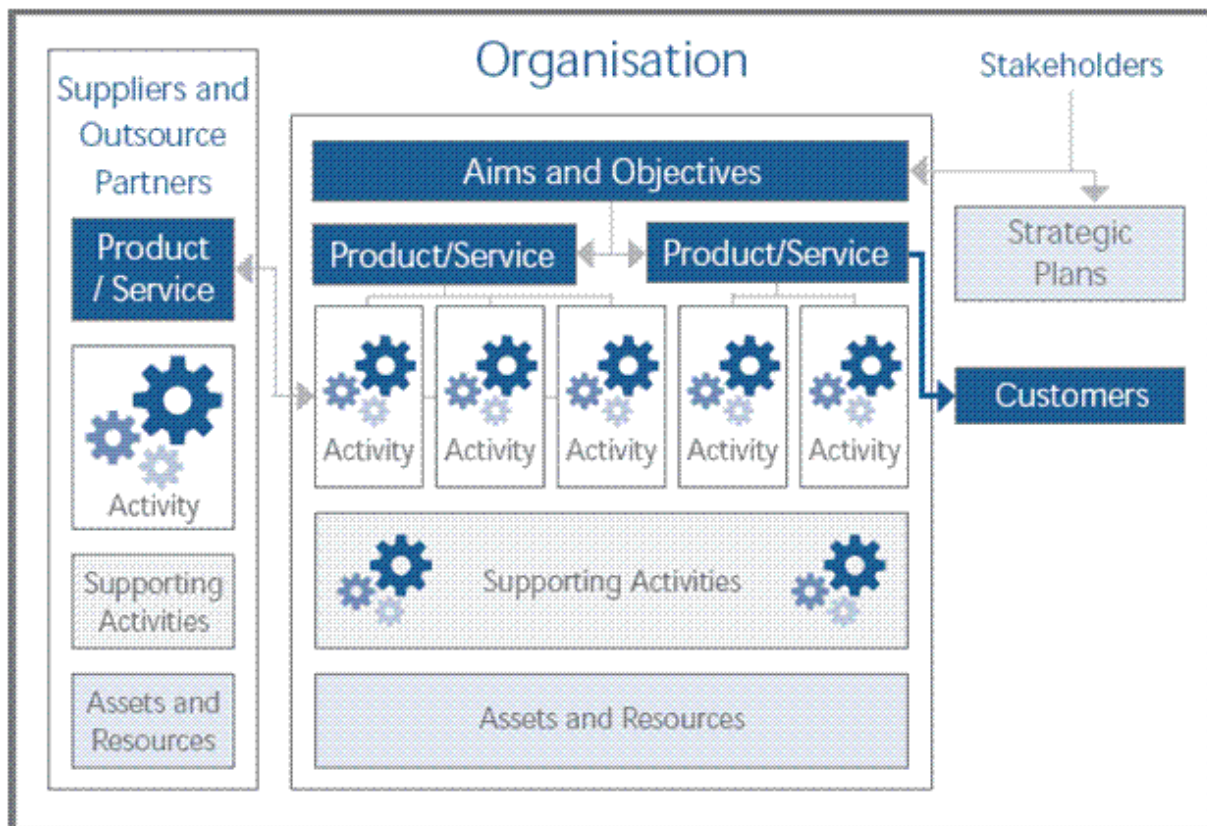 Organisation
Stakeholders
Suppliers and
Outsource
Partners
Product
/ Service
Activity
Supporting
Activities
Assets and
Resources
Aims and Objectives
Product/Service
Product/Service
Activity
Activity
Activity
Activity
Activity
Supporting Activities
Assets and Resources
Strategic
Plans
Customers